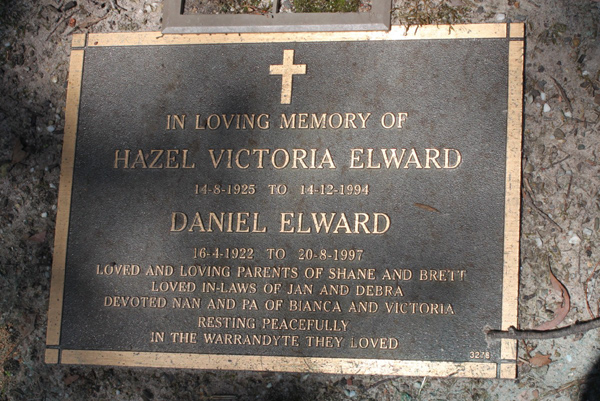 IN LOVING MEMORY OF
HAZEL VICTORIA ELWARD
14-8-1925 TO 14-12-1994
DANIEL ELWARD
16-4-1922 TO 20-8-1997
LOVED AND LOVING PARENTS OF SHANE AND BRETT
LOVED IN-LAWS OF JAN AND DEBRA
DEVOTED NAN AND PA OF BIANCA AND VICTORIA
RESTING PEACEFULLY
IN THE WARRANDYTE THEY LOVED